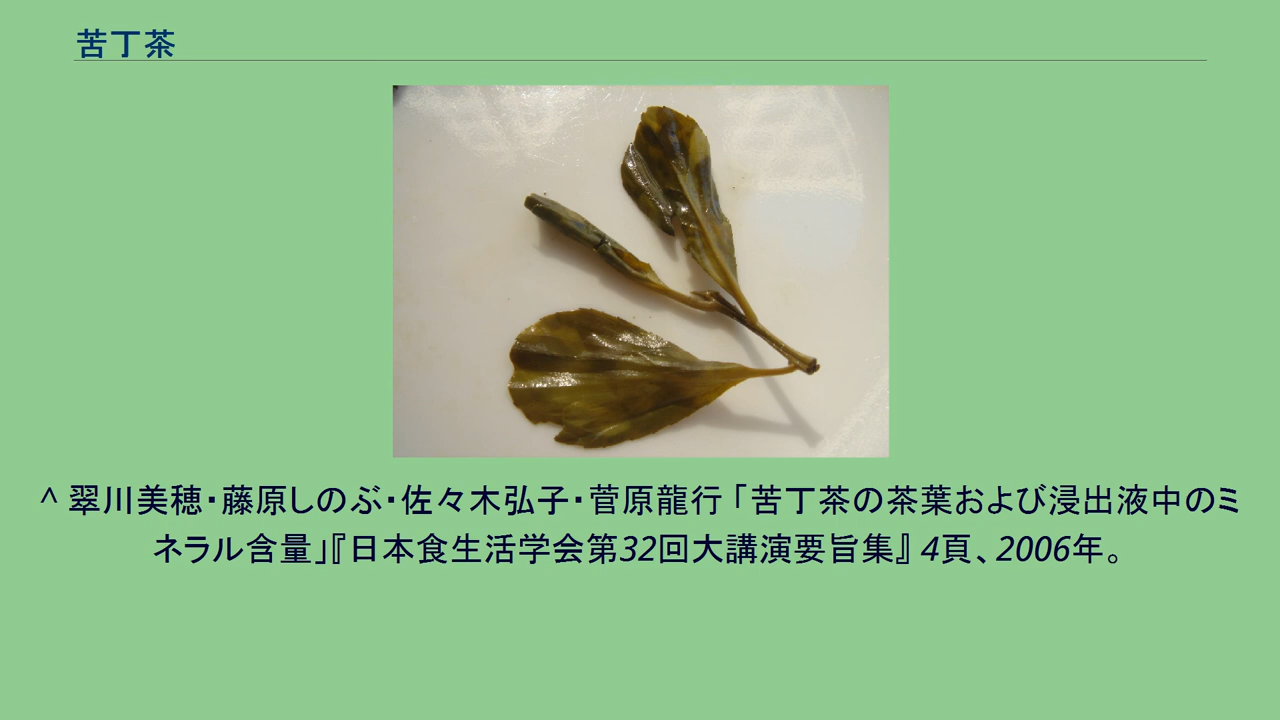 苦丁茶
^ 翠川美穂・藤原しのぶ・佐々木弘子・菅原龍行「苦丁茶の茶葉および浸出液中のミ
ネラル含量」『日本食生活学会第32回大講演要旨集』 4頁、2006年。